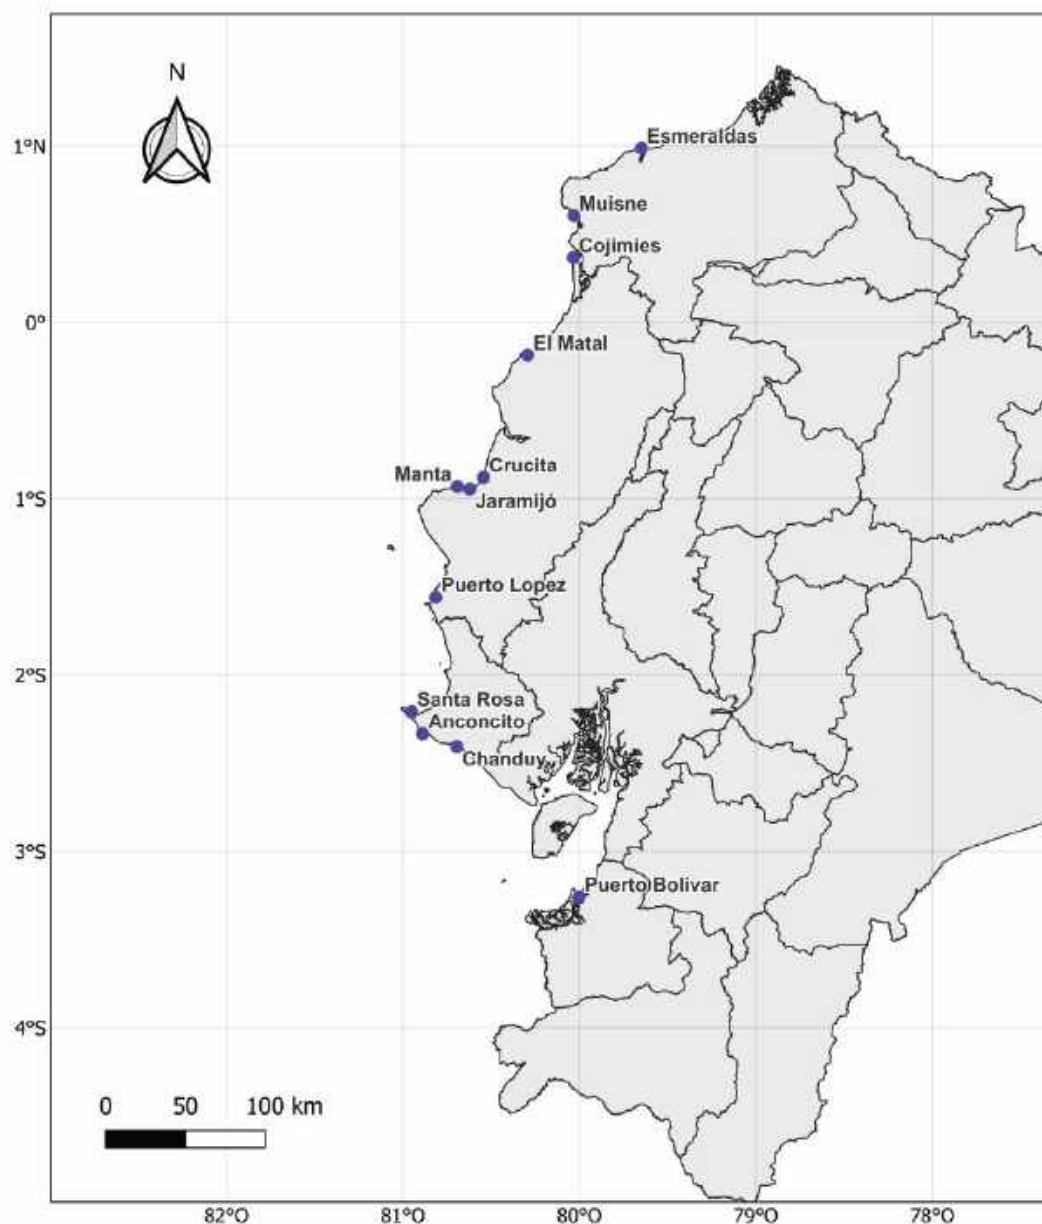 N
Esmeraldas
1°N
Muisne
Cojimies
0°
El Matal
Crucita
Manta
Jaramijó
1°S
Puerto Lopez
2°S
Santa Rosa
Anconcito
Chanduy
3°S
Puerto Bolivar
4°S
0 50 100 km
82°O 81°O 80°O 79°O 78°O